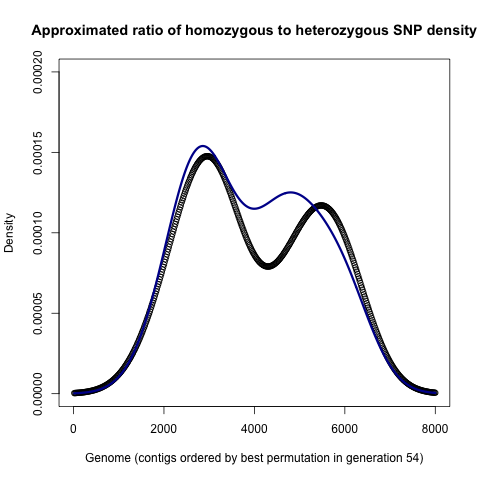 Approximated ratio of homozygous to heterozygous SNP density
0.00020
0.00015
0.00010
0.00005
0.00000
Density
0 2000 4000 6000 8000
Genome (contigs ordered by best permutation in generation 54)